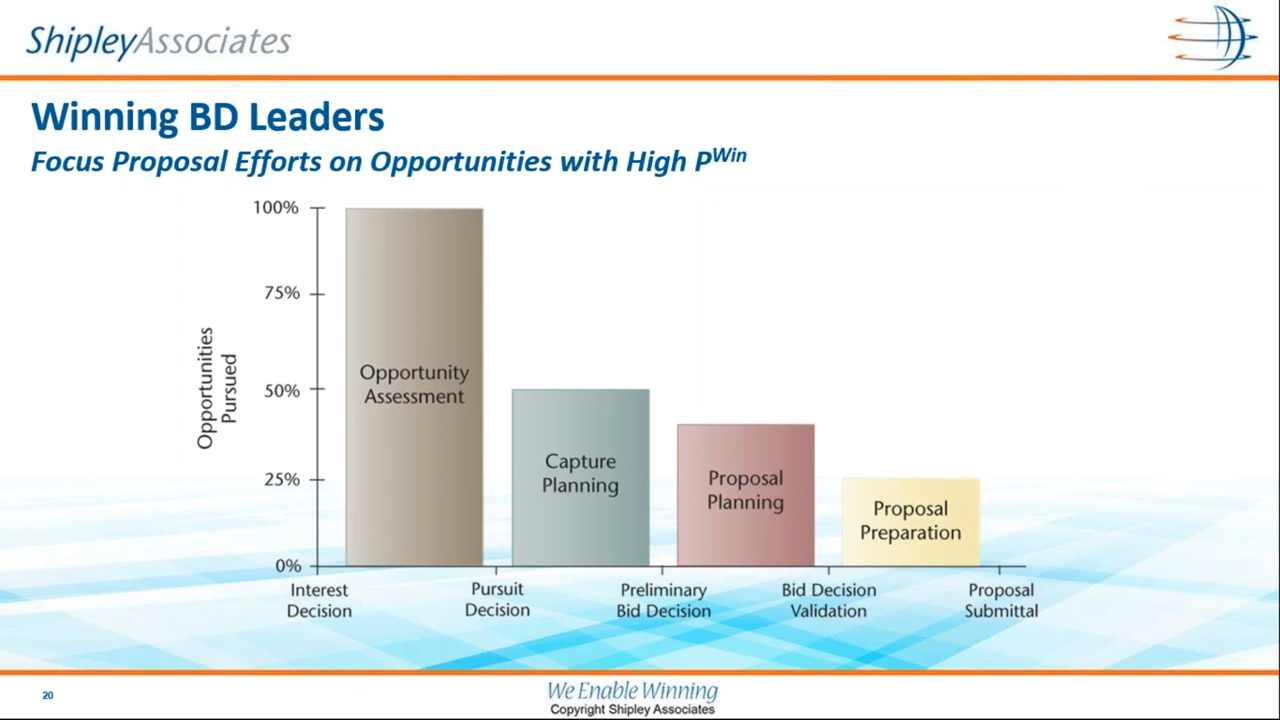 ShipleyAssociates
Winning BD Leaders
Focus Proposal Efforts on Opportunities with High PWin
100%
75%
50%
25%
0%
Opportunities
Pursued
Opportunity
Assessment
Capture
Planning
Proposal
Planning
Proposal
Preparation
Interest
Decision
Pursuit
Decision
Preliminary
Bid Decision
Bid Decision
Validation
Proposal
Submittal
20
We Enable Winning
Copyright Shipley Associates